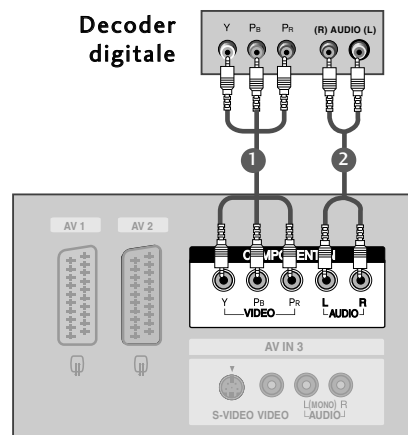 Decoder
digitale
Y PB PR (R) AUDIO (L)
1 2
AV 1 AV 2
COMPONENT IN
Y PB PR L R
VIDEO AUDIO
AV IN 3
L(MONO) R
S-VIDEO VIDEO AUDIO